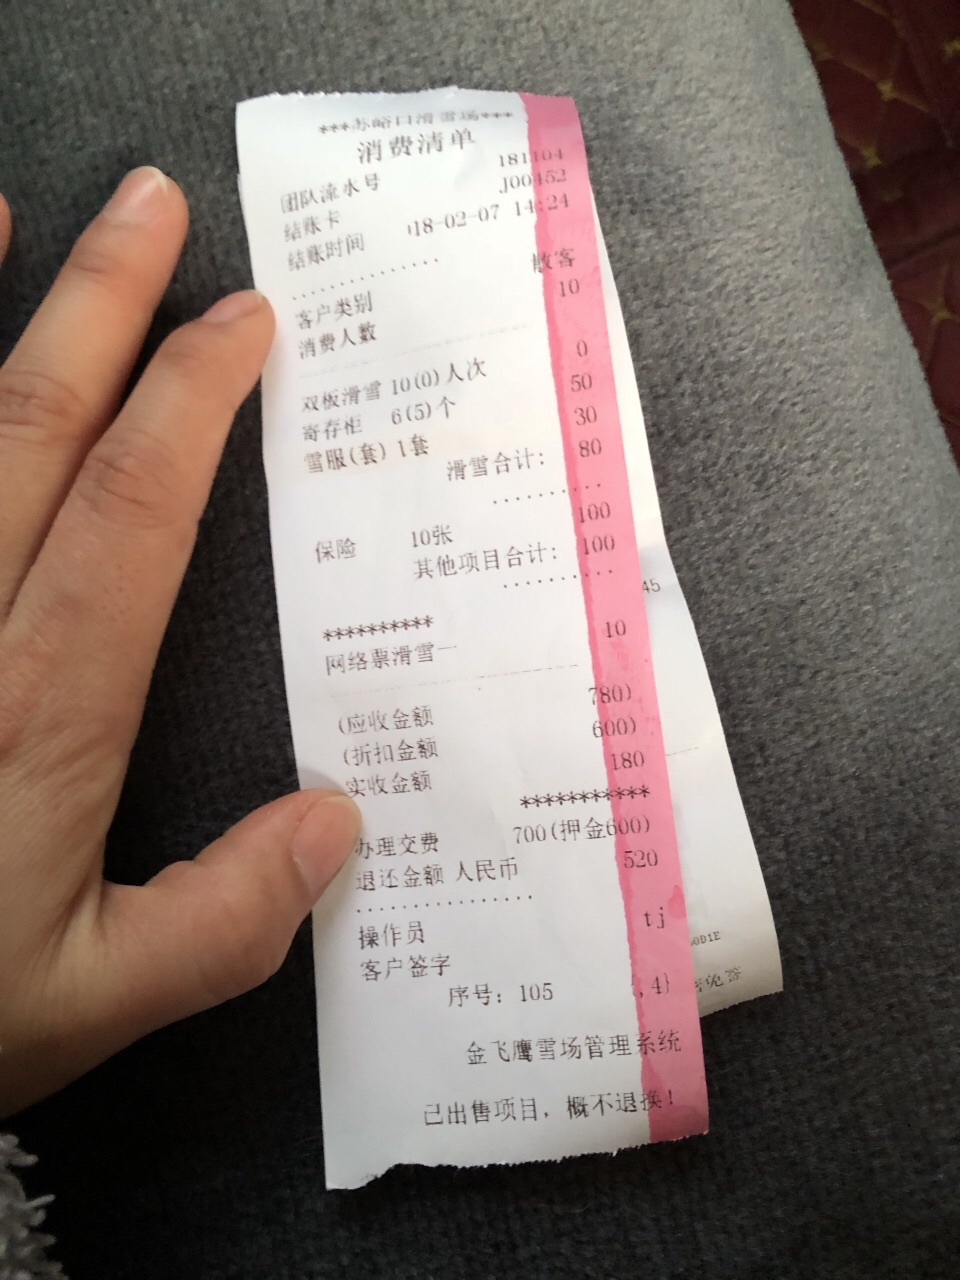 ***苏峪口滑雪场***
消费清单
团队流水号 181104
结账卡 J00452
结账时间 18-02-07 14:24
...............
客户类别 散客
消费人数 10
双板滑雪 10(0)人次 0
寄存柜 6(5)个 50
雪服(套) 1套 30
滑雪合计: 80
..........
保险 10张 100
其他项目合计: 100
..........
**********
网络票滑雪一 10
(应收金额 780)
(折扣金额 600)
实收金额 180
***********
办理交费 700(押金600)
退还金额 人民币 520
................
操作员 tj
客户签字
序号: 105 ,4)
金飞鹰雪场管理系统
已出售项目, 概不退换!
45
免签